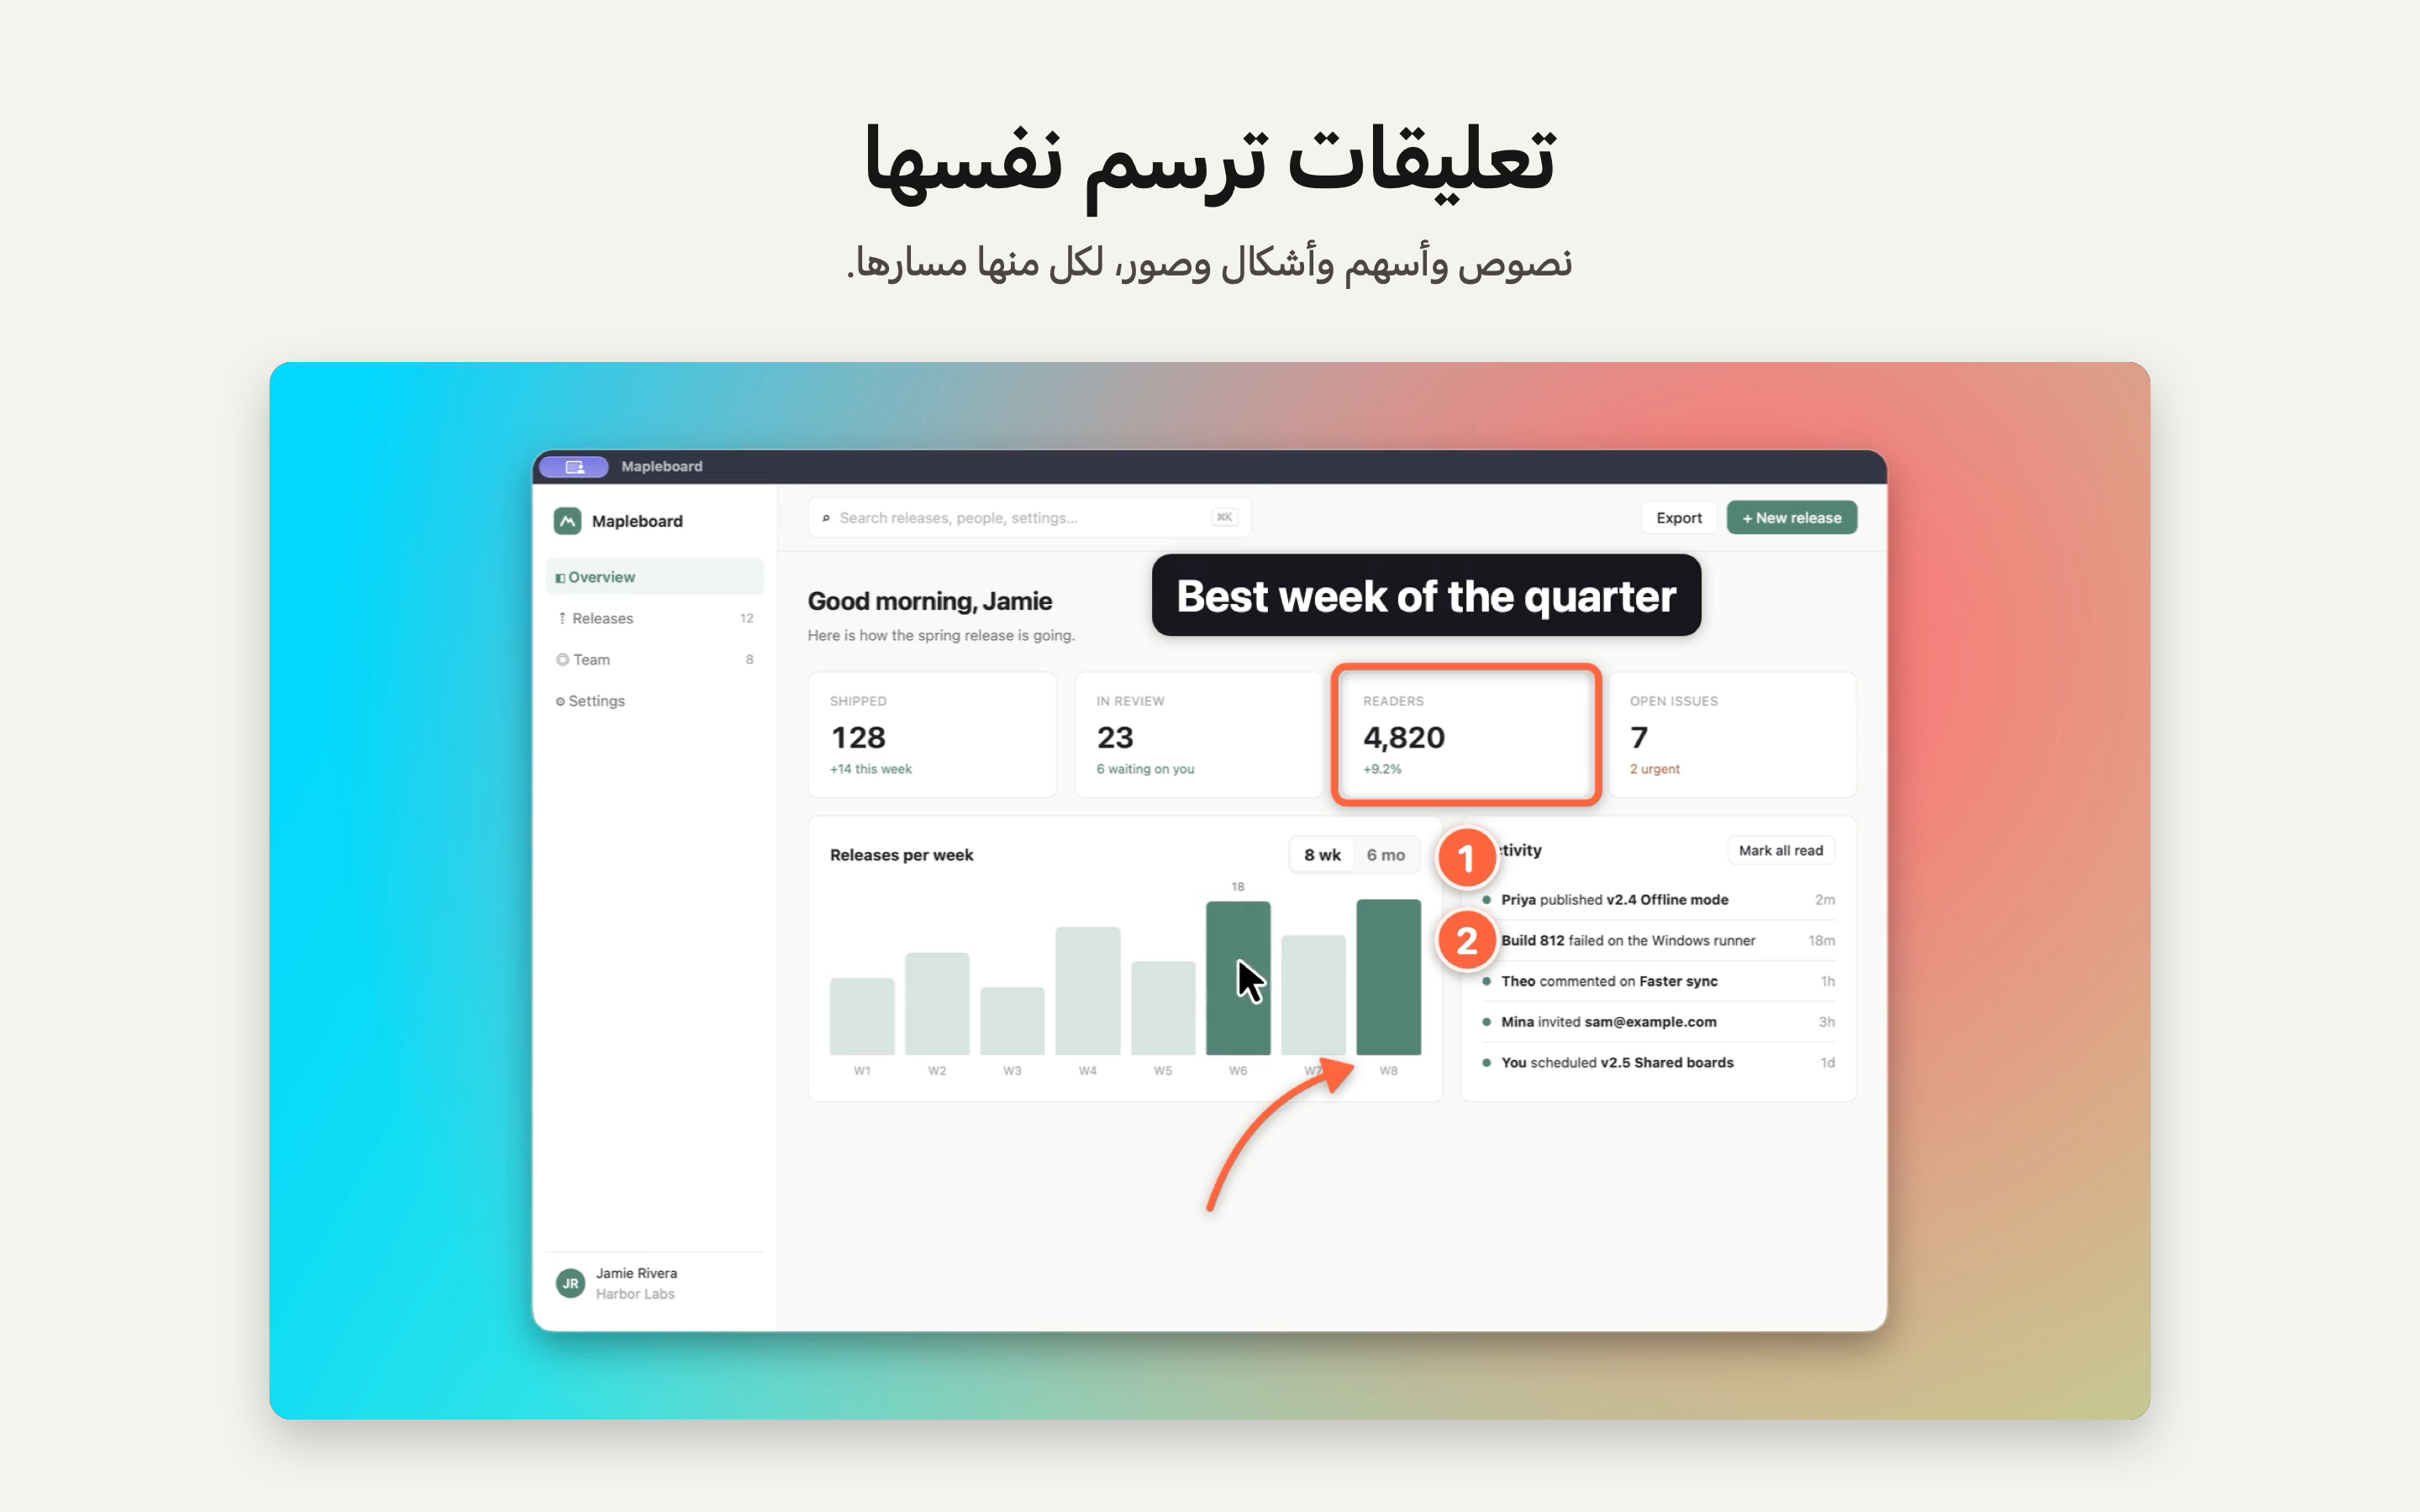 تعليقات ترسم نفسها
نصوص وأسهم وأشكال وصور، لكل منها مسارها.
Mapleboard
Mapleboard
Search releases, people, settings...
⌘K
Export
+ New release
Overview
Releases 12
Team 8
Settings
Good morning, Jamie
Here is how the spring release is going.
Best week of the quarter
SHIPPED
128
+14 this week
IN REVIEW
23
6 waiting on you
READERS
4,820
+9.2%
OPEN ISSUES
7
2 urgent
Releases per week
8 wk 6 mo
18
W1 W2 W3 W4 W5 W6 W7 W8
1
2
tivity
Mark all read
Priya published v2.4 Offline mode 2m
Build 812 failed on the Windows runner 18m
Theo commented on Faster sync 1h
Mina invited sam@example.com 3h
You scheduled v2.5 Shared boards 1d
JR
Jamie Rivera
Harbor Labs